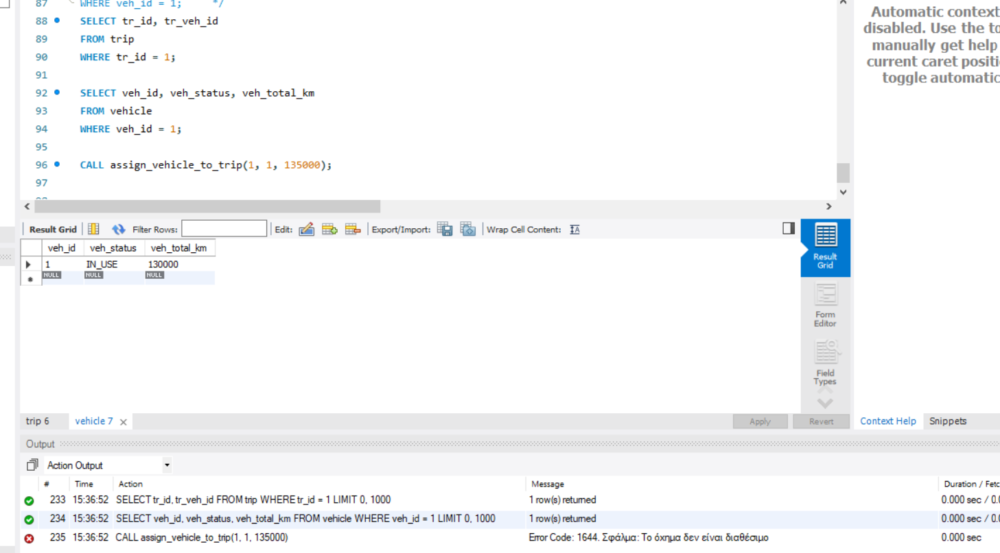 87 WHERE veh_id = 1; */
88 SELECT tr_id, tr_veh_id
89 FROM trip
90 WHERE tr_id = 1;
91
92 SELECT veh_id, veh_status, veh_total_km
93 FROM vehicle
94 WHERE veh_id = 1;
95
96 CALL assign_vehicle_to_trip(1, 1, 135000);
97
Automatic context
disabled. Use the to
manually get help
current caret positi
toggle automatic
Result Grid Filter Rows: Edit: Export/Import: Wrap Cell Content: IA
veh_id veh_status veh_total_km
1 IN_USE 130000
NULL NULL NULL
Result
Grid
Form
Editor
Field
Types
trip 6 vehicle 7 Apply Revert Context Help Snippets
Output
Action Output
# Time Action Message Duration / Fetc
233 15:36:52 SELECT tr_id, tr_veh_id FROM trip WHERE tr_id = 1 LIMIT 0, 1000 1 row(s) returned 0.000 sec / 0.0
234 15:36:52 SELECT veh_id, veh_status, veh_total_km FROM vehicle WHERE veh_id = 1 LIMIT 0, 1000 1 row(s) returned 0.000 sec / 0.0
235 15:36:52 CALL assign_vehicle_to_trip(1, 1, 135000) Error Code: 1644. Σφάλμα: Το όχημα δεν είναι διαθέσιμο 0.000 sec